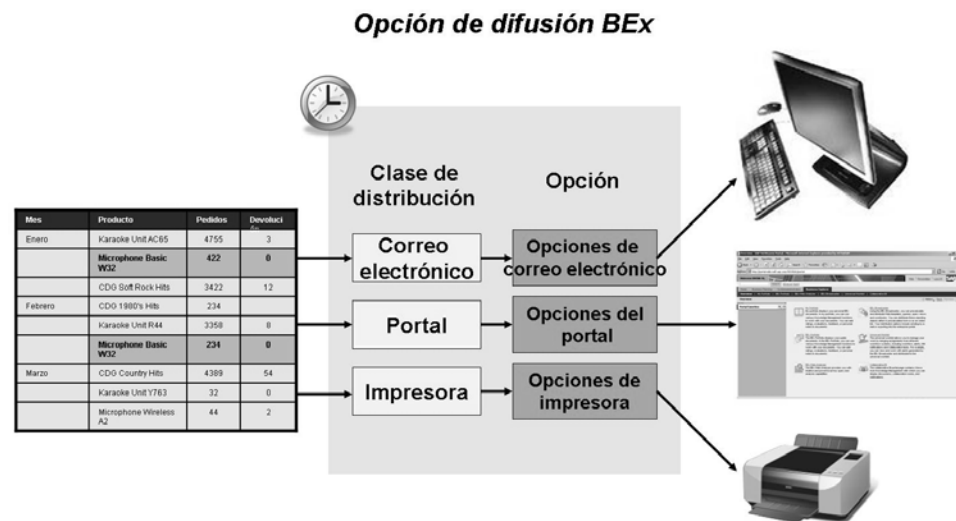 Opción de difusión BEx
Clase de
distribución
Opción
Mes Producto Pedidos Devoluci
Enero Karaoke Unit AC65 4755 3
Microphone Basic
W32 422 0
CDG Soft Rock Hits 3422 12
Febrero CDG 1980's Hits 234
Karaoke Unit R44 3358 8
Microphone Basic
W32 234 0
Marzo CDG Country Hits 4389 54
Karaoke Unit Y763 32 0
Microphone Wireless
A2 44 2
Correo
electrónico
Opciones de
correo electrónico
Portal
Opciones del
portal
Impresora
Opciones de
impresora